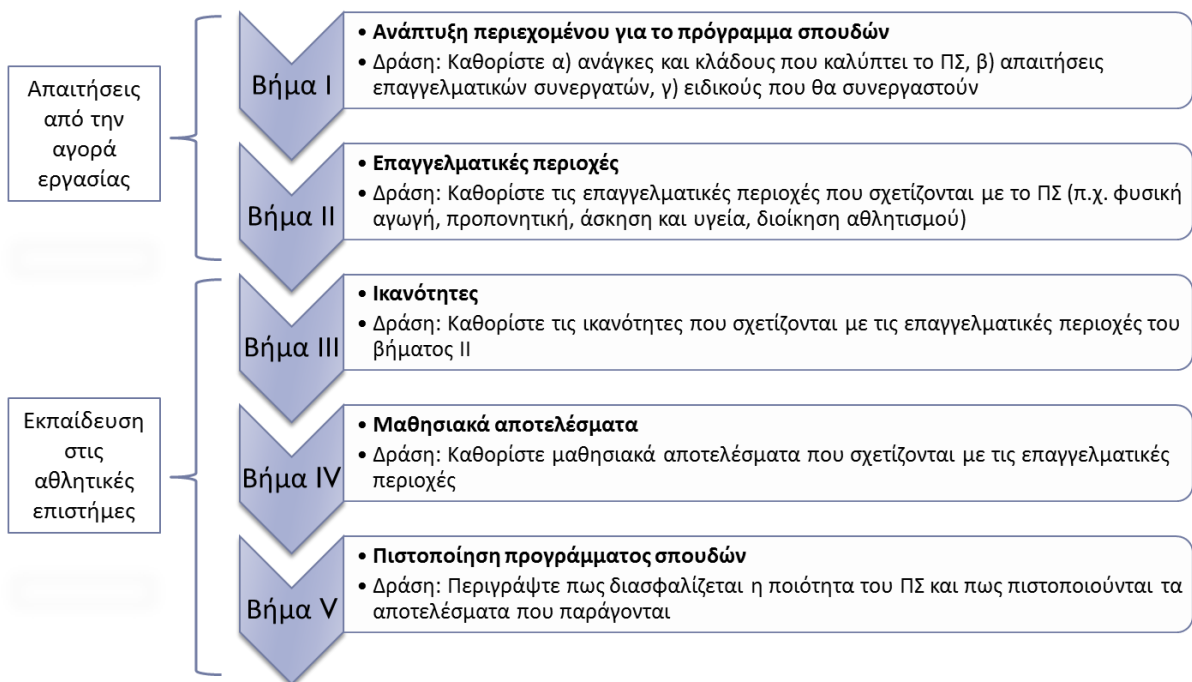 Απαιτήσεις
από την
αγορά
εργασίας
Βήμα I
• Ανάπτυξη περιεχομένου για το πρόγραμμα σπουδών
• Δράση: Καθορίστε α) ανάγκες και κλάδους που καλύπτει το ΠΣ, β) απαιτήσεις
επαγγελματικών συνεργατών, γ) ειδικούς που θα συνεργαστούν
Βήμα II
• Επαγγελματικές περιοχές
• Δράση: Καθορίστε τις επαγγελματικές περιοχές που σχετίζονται με το ΠΣ (π.χ. φυσική
αγωγή, προπονητική, άσκηση και υγεία, διοίκηση αθλητισμού)
Εκπαίδευση
στις
αθλητικές
επιστήμες
Βήμα III
• Ικανότητες
• Δράση: Καθορίστε τις ικανότητες που σχετίζονται με τις επαγγελματικές περιοχές του
βήματος II
Βήμα IV
• Μαθησιακά αποτελέσματα
• Δράση: Καθορίστε μαθησιακά αποτελέσματα που σχετίζονται με τις επαγγελματικές
περιοχές
Βήμα V
• Πιστοποίηση προγράμματος σπουδών
• Δράση: Περιγράψτε πως διασφαλίζεται η ποιότητα του ΠΣ και πως πιστοποιούνται τα
αποτελέσματα που παράγονται